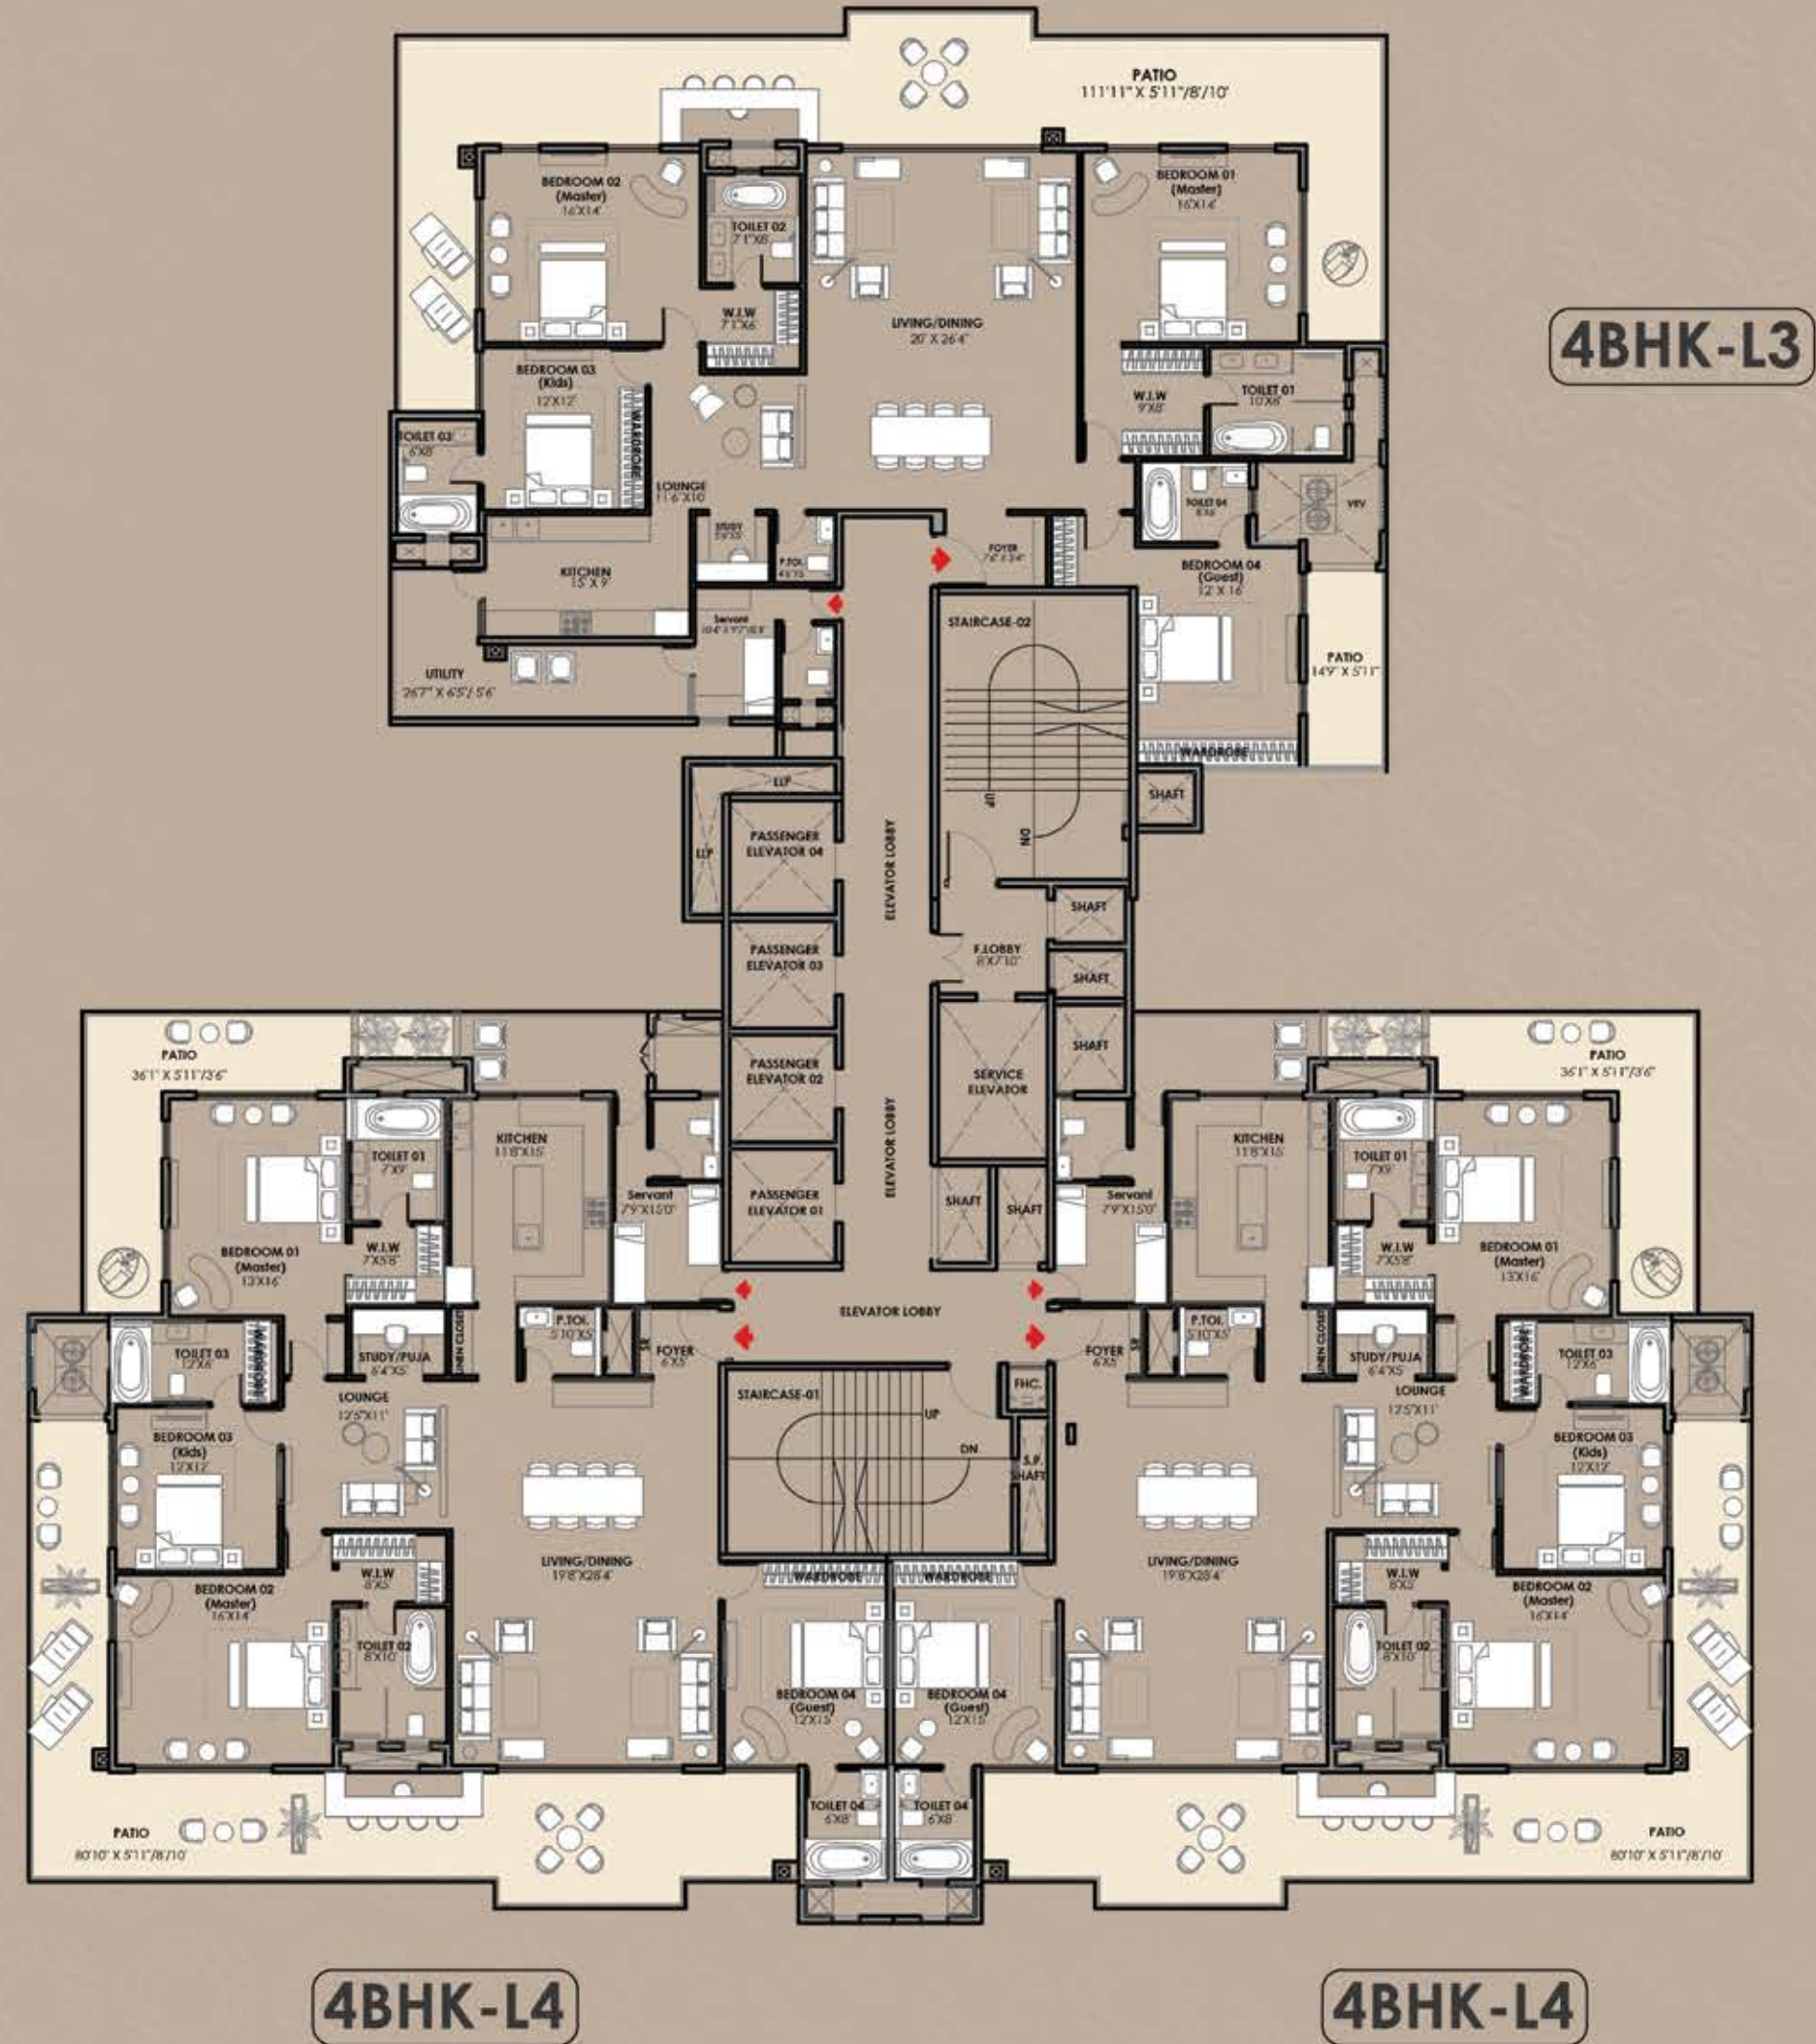 PATIO
111'11" X 5'11"/8'/10'
BEDROOM 02
(Master)
16'X14'
TOILET 02
7'1"X8'
W.I.W
7'1"X6'
LIVING/DINING
20' X 26'4"
BEDROOM 01
(Master)
16'X14'
4BHK-L3
BEDROOM 03
(Kids)
12'X12'
WARDROBE
W.I.W
9'X8'
TOILET 01
10'X8'
TOILET 03
6'X8'
LOUNGE
11'6"X10'
TOILET 04
8'X6'
VRV
STUDY
P.TOI.
FOYER
KITCHEN
15' X 9'
BEDROOM 04
(Guest)
12' X 16'
Servant
STAIRCASE-02
UTILITY
26'7" X 6'5"/ 5'6"
PATIO
14'9" X 5'11"
WARDROBE
UP
DN
SHAFT
LLP
LLP
PASSENGER
ELEVATOR 04
ELEVATOR LOBBY
SHAFT
PASSENGER
ELEVATOR 03
F.LOBBY
8'X7'10"
SHAFT
PASSENGER
ELEVATOR 02
SERVICE
ELEVATOR
SHAFT
ELEVATOR LOBBY
PASSENGER
ELEVATOR 01
SHAFT
SHAFT
ELEVATOR LOBBY
PATIO
36'1" X 5'11"/3'6"
KITCHEN
11'8"X15'
TOILET 01
7'X9'
Servant
7'9"X15'0"
BEDROOM 01
(Master)
13'X16'
W.I.W
7'X5'8"
P.TOI.
5'10"X5'
SR
FOYER
6'X5'
LINEN CLOSET
STUDY/PUJA
6'4"X5'
TOILET 03
12'X6'
WARDROBE
LOUNGE
12'5"X11'
BEDROOM 03
(Kids)
12'X12'
LIVING/DINING
19'8"X28'4"
W.I.W
8'X5'
BEDROOM 02
(Master)
16'X14'
TOILET 02
8'X10'
WARDROBE
BEDROOM 04
(Guest)
12'X15'
TOILET 04
6'X8'
PATIO
80'10" X 5'11"/8'/10'
STAIRCASE-01
UP
DN
FHC.
S.P.
SHAFT
PATIO
36'1" X 5'11"/3'6"
KITCHEN
11'8"X15'
TOILET 01
7'X9'
Servant
7'9"X15'0"
W.I.W
7'X5'8"
BEDROOM 01
(Master)
13'X16'
FOYER
6'X5'
SR
P.TOI.
5'10"X5'
LINEN CLOSET
STUDY/PUJA
6'4"X5'
WARDROBE
TOILET 03
12'X6'
LOUNGE
12'5"X11'
BEDROOM 03
(Kids)
12'X12'
LIVING/DINING
19'8"X28'4"
W.I.W
8'X5'
BEDROOM 02
(Master)
16'X14'
TOILET 02
8'X10'
WARDROBE
BEDROOM 04
(Guest)
12'X15'
TOILET 04
6'X8'
PATIO
80'10" X 5'11"/8'/10'
4BHK-L4
4BHK-L4